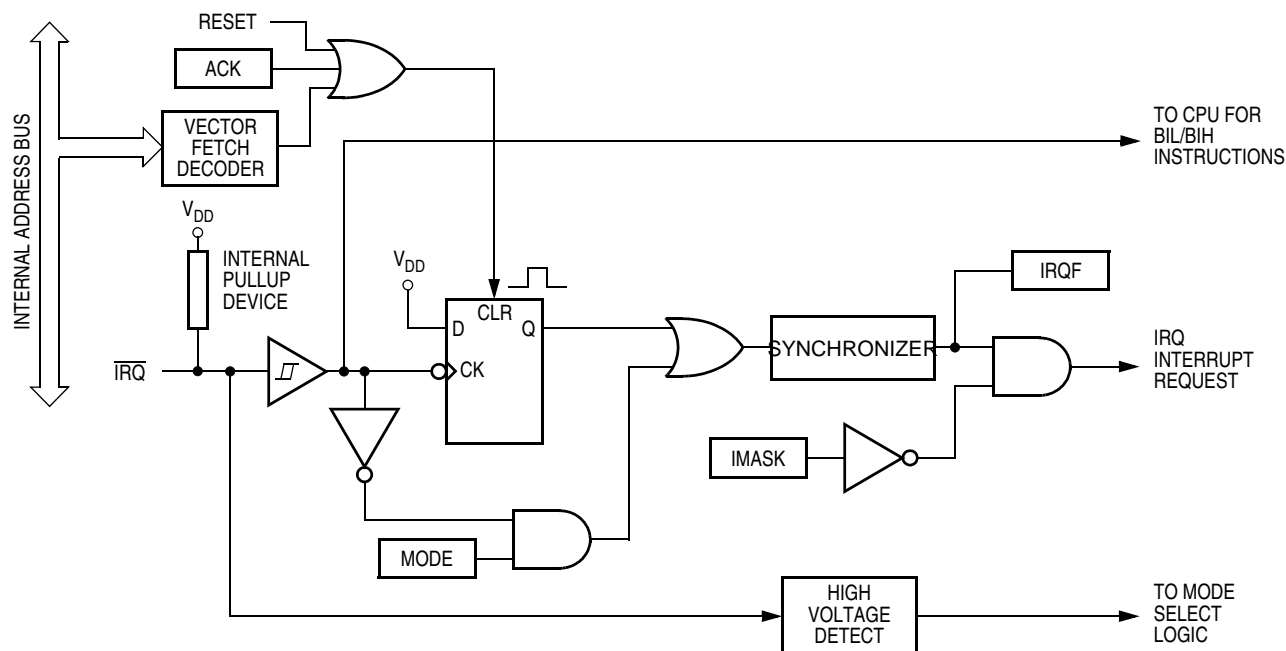 RESET
ACK
VECTOR
FETCH
DECODER
INTERNAL ADDRESS BUS
TO CPU FOR
BIL/BIH
INSTRUCTIONS
VDD
INTERNAL
PULLUP
DEVICE
VDD
CLR
D
Q
CK
IRQF
SYNCHRONIZER
IRQ
IRQ
INTERRUPT
REQUEST
IMASK
MODE
HIGH
VOLTAGE
DETECT
TO MODE
SELECT
LOGIC